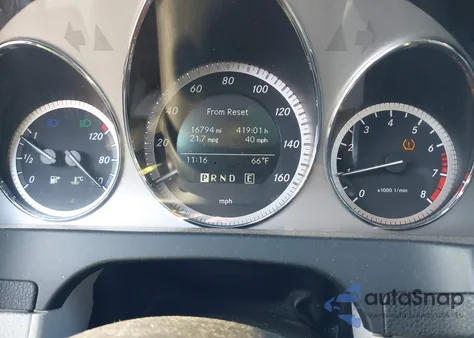 From Reset
16794 mi 419:01 h
21.7 mpg 40 mph
11:16 66°F
P R N D E
40 60 80 100 120 140 160
mph
1 1/2 0
120
1 2 3 4 5 6 7 8
x1000 1/min
autoSnap